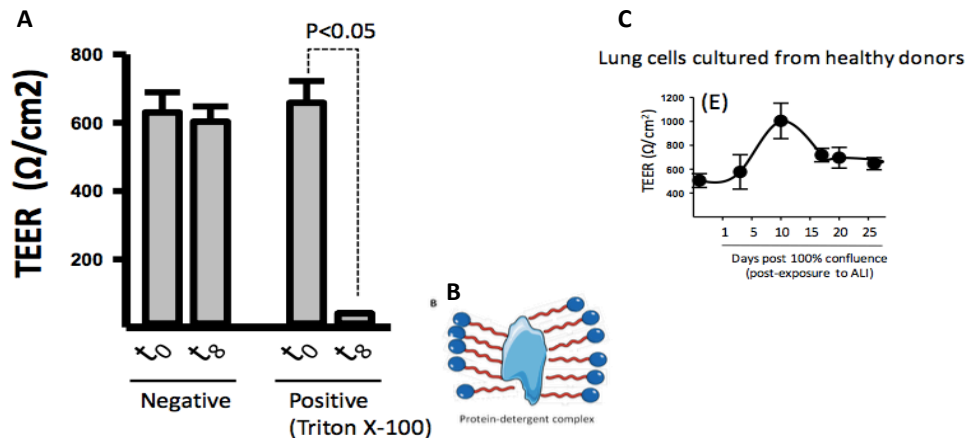 A
P<0.05
TEER (Ω/cm2)
800
600
400
200
t0
t8
t0
t8
Negative
Positive
(Triton X-100)
B
B
Protein-detergent complex
C
Lung cells cultured from healthy donors
(E)
TEER (Ω/cm²)
1200
1000
800
600
400
1 5 10 15 20 25
Days post 100% confluence
(post-exposure to ALI)